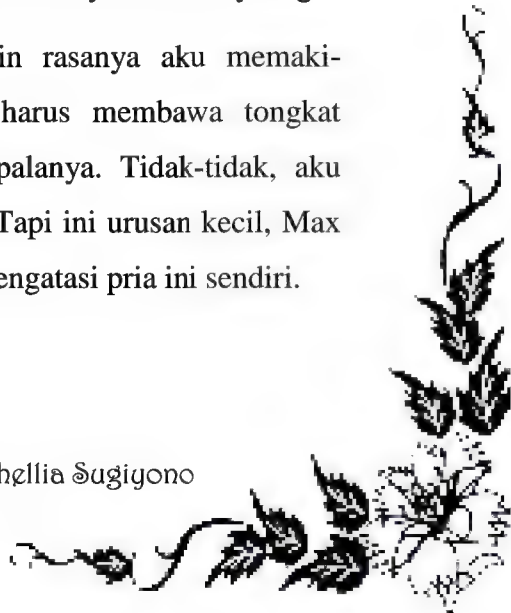 in rasanya aku memaki-
harus membawa tongkat
palanya. Tidak-tidak, aku
Tapi ini urusan kecil, Max
engatasi pria ini sendiri.
hellia Sugiyono